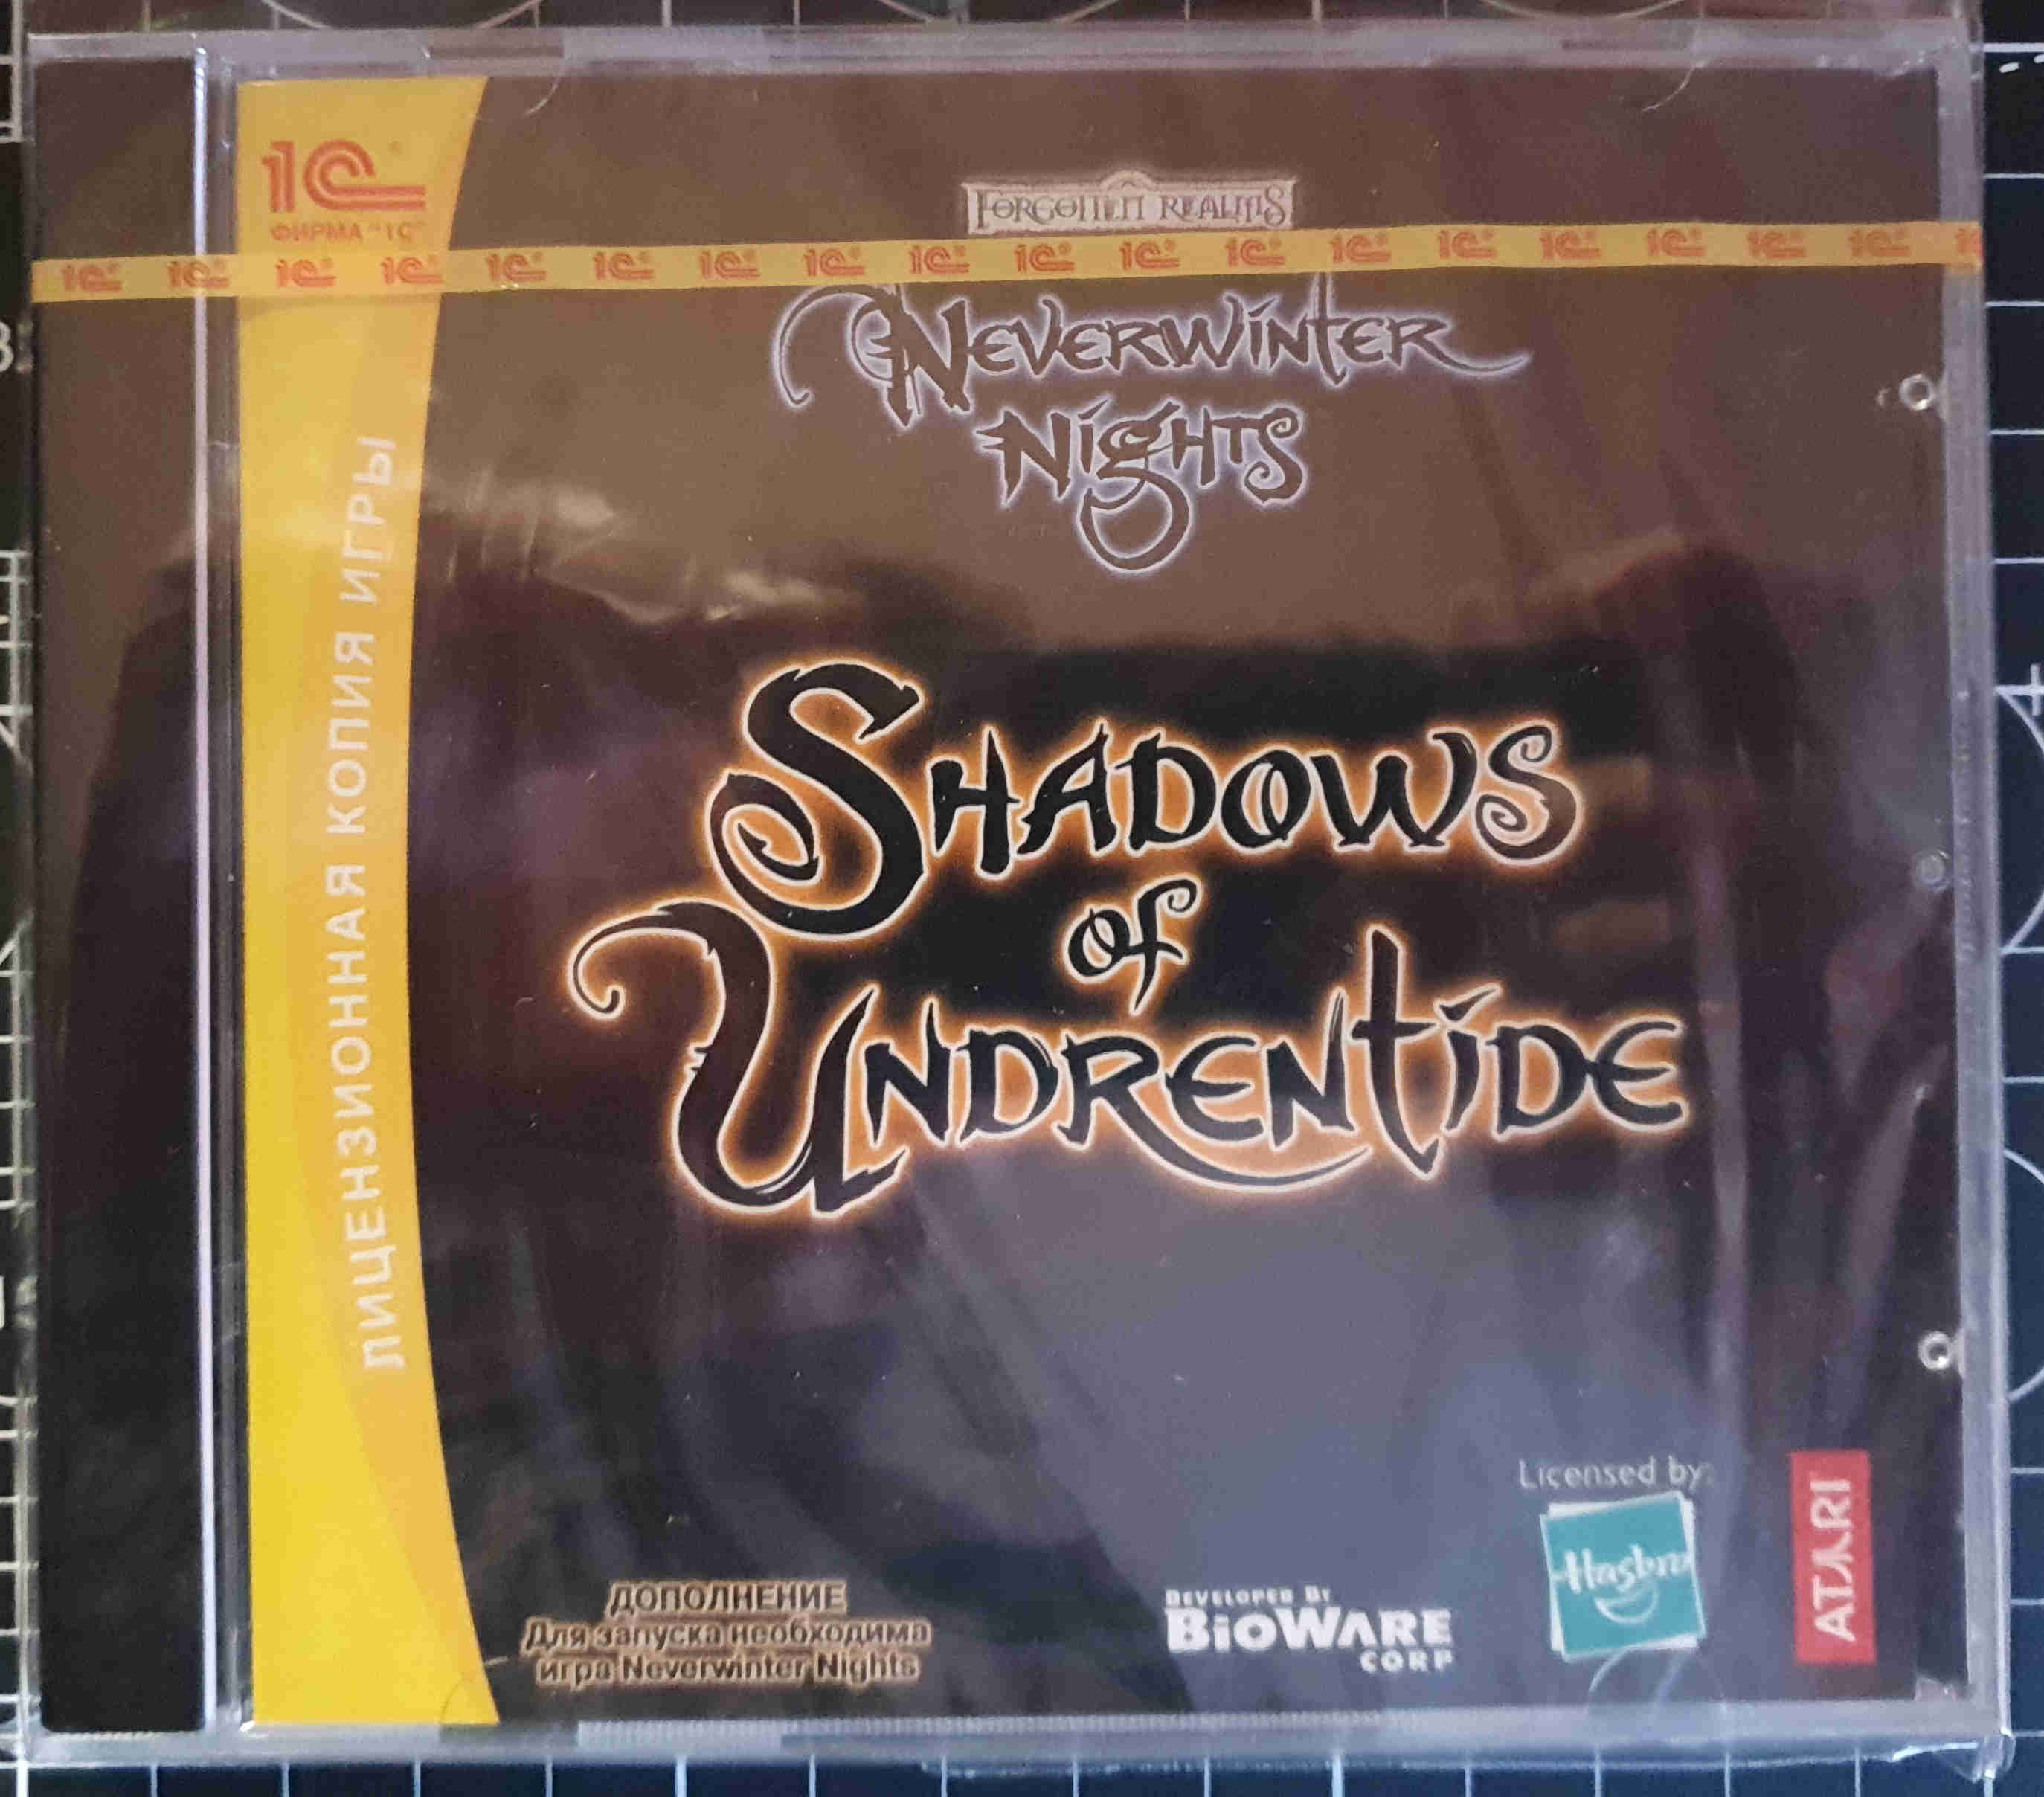 1С
ФИРМА "1С"
FORGOTTEN REALMS
1С 1С 1С 1С 1С 1С 1С 1С 1С 1С 1С 1С 1С 1С 1С 1С 1С 1С
NEVERWINTER
NIGHTS
ЛИЦЕНЗИОННАЯ КОПИЯ ИГРЫ
SHADOWS
OF
UNDRENTIDE
Licensed by:
Hasbro
ATARI
ДОПОЛНЕНИЕ
Для запуска необходима
игра Neverwinter Nights
DEVELOPED BY
BIOWARE
CORP